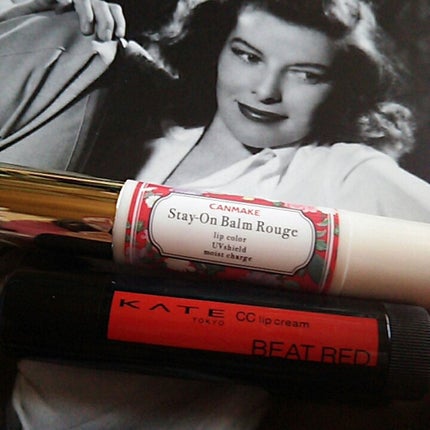 CANMAKE
Stay-On Balm Rouge
lip color
UVshield
moist charge
KATE
TOKYO
CC lip cream
BEAT RED